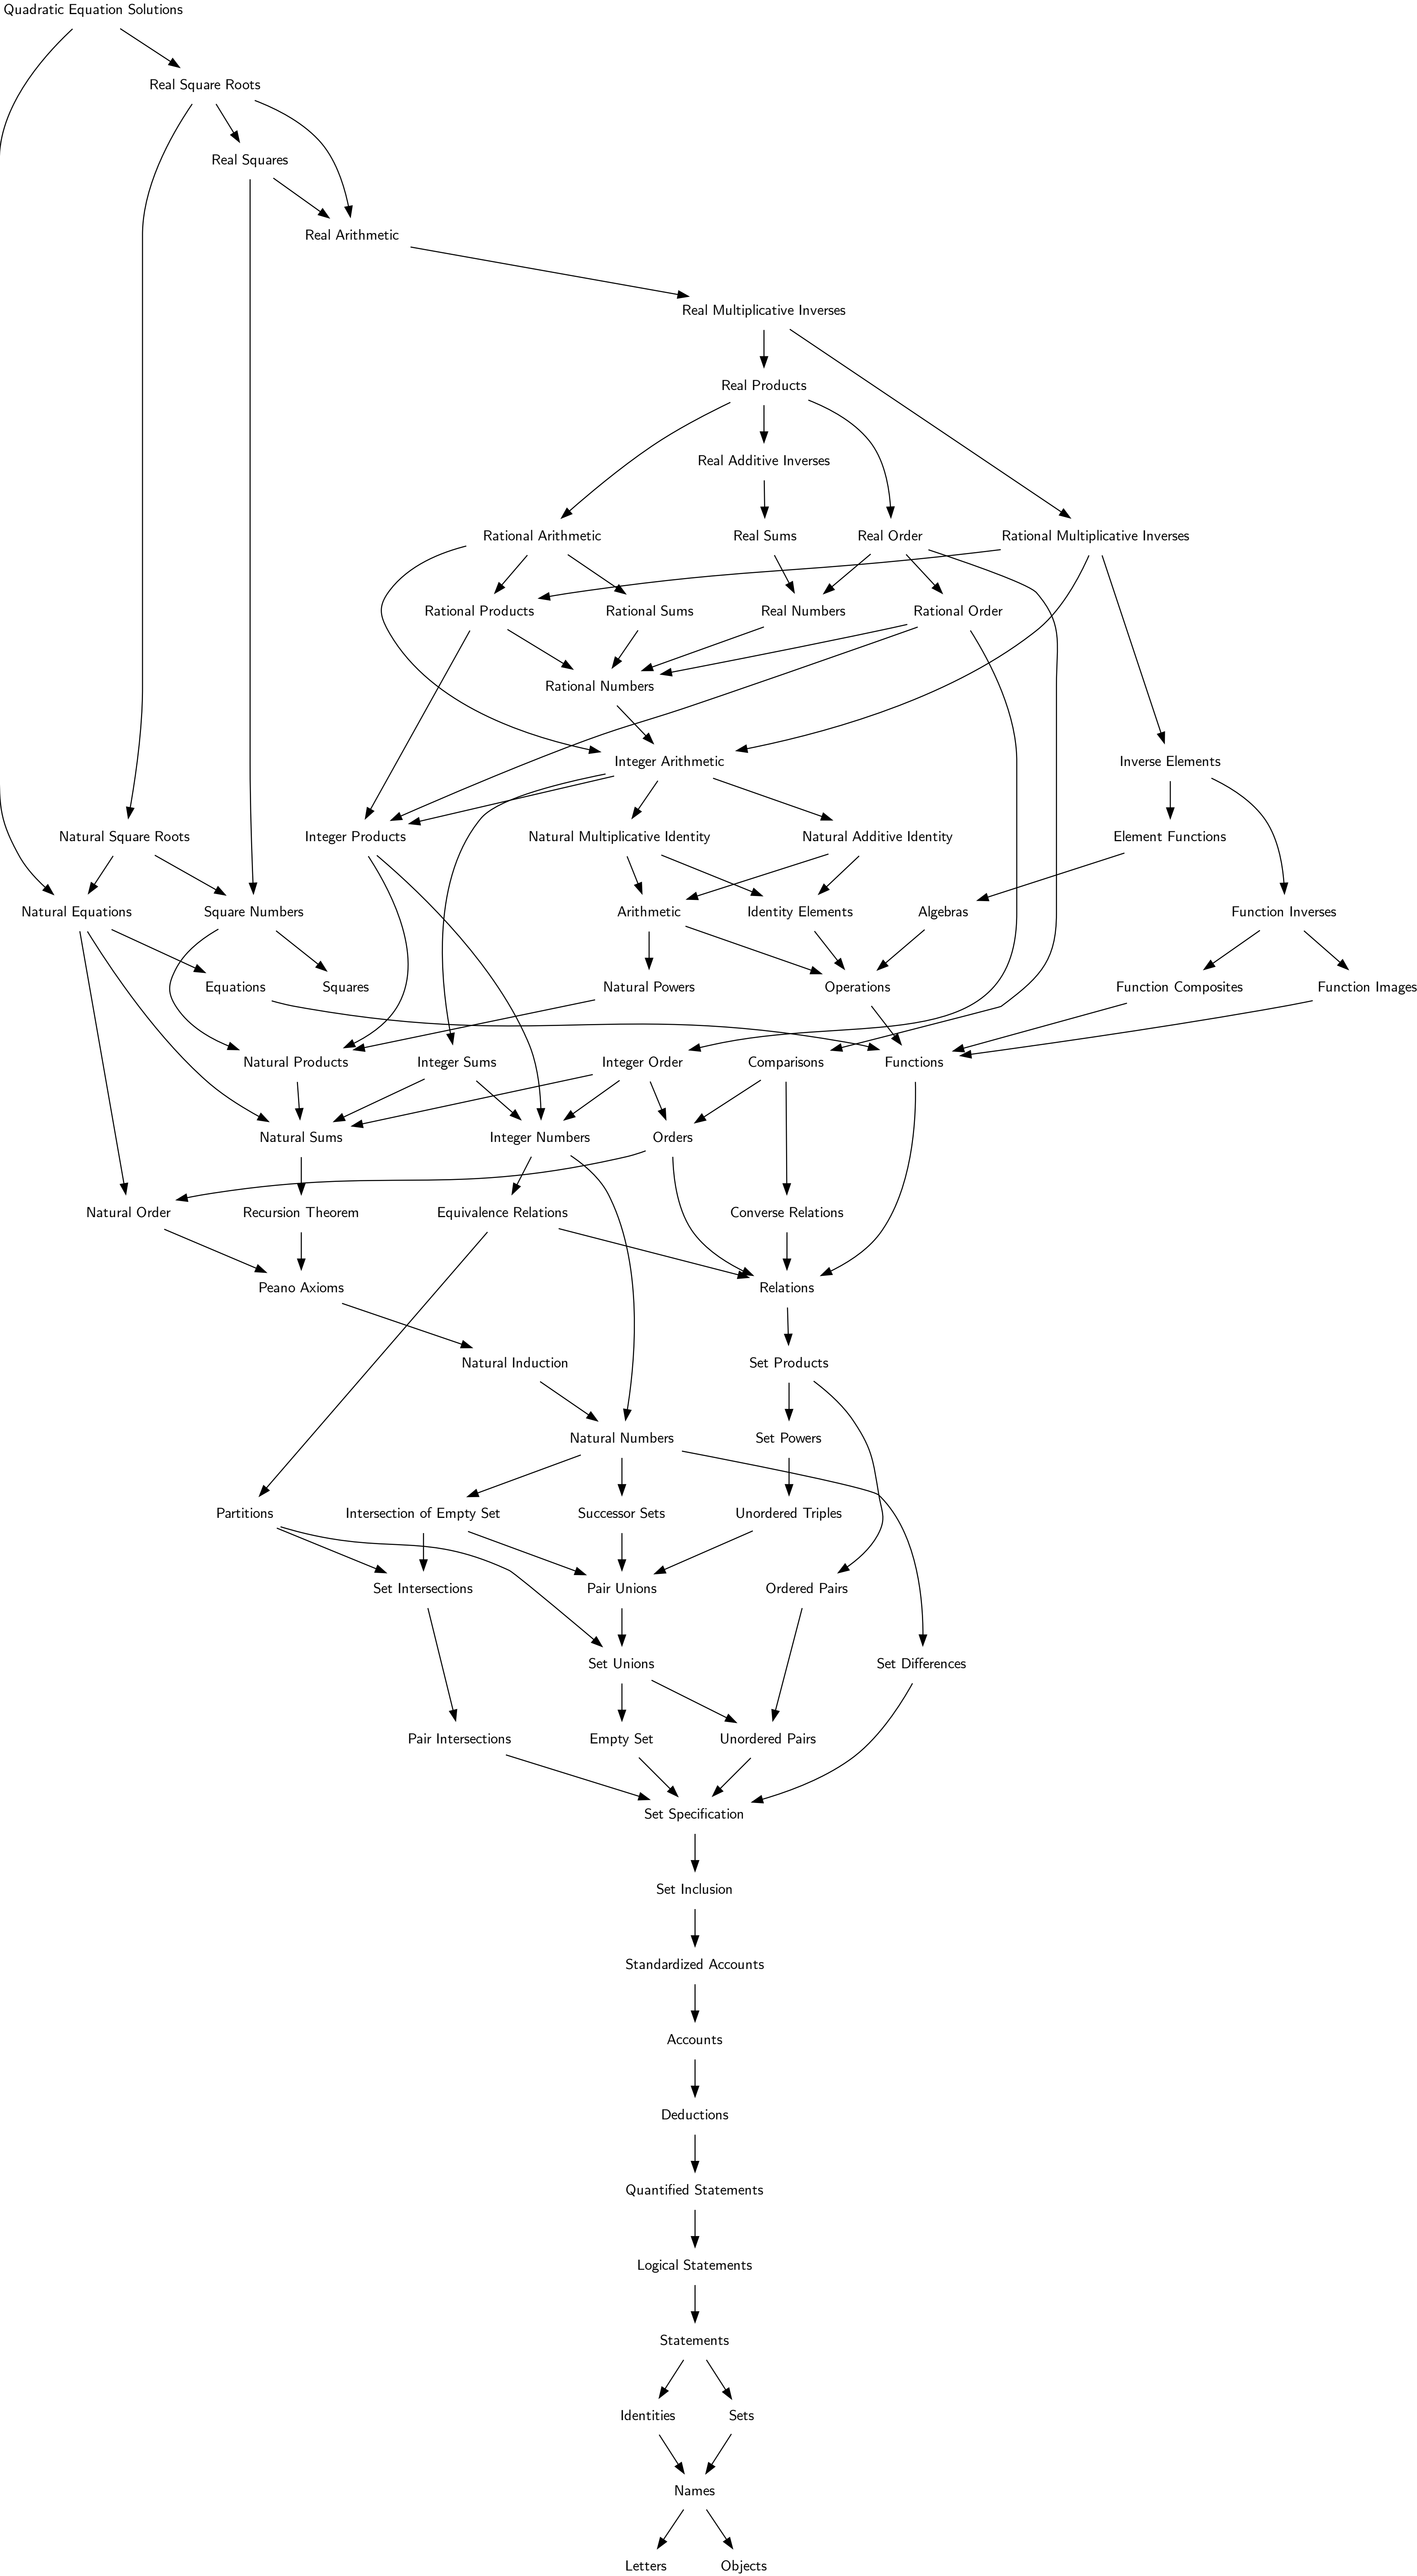 Quadratic Equation Solutions
Real Square Roots
Real Squares
Real Arithmetic
Real Multiplicative Inverses
Real Products
Real Additive Inverses
Rational Arithmetic
Real Sums
Real Order
Rational Multiplicative Inverses
Rational Products
Rational Sums
Real Numbers
Rational Order
Rational Numbers
Integer Arithmetic
Inverse Elements
Natural Square Roots
Integer Products
Natural Multiplicative Identity
Natural Additive Identity
Element Functions
Natural Equations
Square Numbers
Arithmetic
Identity Elements
Algebras
Function Inverses
Equations
Squares
Natural Powers
Operations
Function Composites
Function Images
Natural Products
Integer Sums
Integer Order
Comparisons
Functions
Natural Sums
Integer Numbers
Orders
Natural Order
Recursion Theorem
Equivalence Relations
Converse Relations
Peano Axioms
Relations
Natural Induction
Set Products
Natural Numbers
Set Powers
Partitions
Intersection of Empty Set
Successor Sets
Unordered Triples
Set Intersections
Pair Unions
Ordered Pairs
Set Unions
Set Differences
Pair Intersections
Empty Set
Unordered Pairs
Set Specification
Set Inclusion
Standardized Accounts
Accounts
Deductions
Quantified Statements
Logical Statements
Statements
Identities
Sets
Names
Letters
Objects